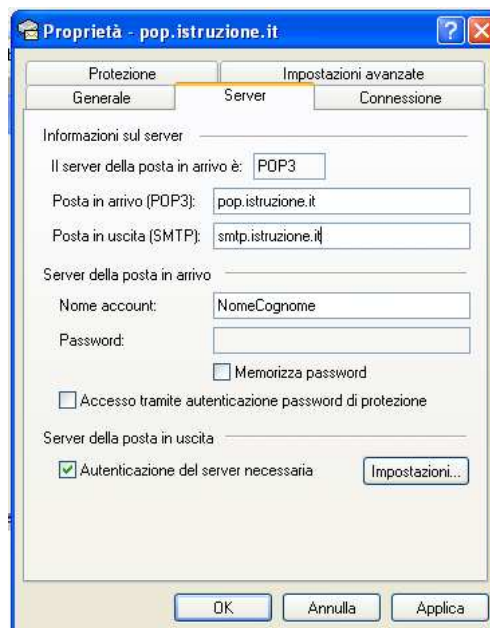 Proprietà - pop.istruzione.it
Protezione Impostazioni avanzate
Generale Server Connessione
Informazioni sul server
Il server della posta in arrivo è: POP3
Posta in arrivo (POP3): pop.istruzione.it
Posta in uscita (SMTP): smtp.istruzione.it
Server della posta in arrivo
Nome account: NomeCognome
Password:
Memorizza password
Accesso tramite autenticazione password di protezione
Server della posta in uscita
Autenticazione del server necessaria Impostazioni...
OK Annulla Applica